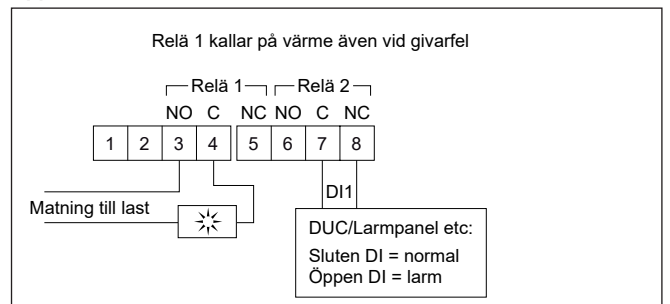 Relä 1 kallar på värme även vid givarfel
Relä 1 Relä 2
NO C NC NO C NC
1 2 3 4 5 6 7 8
DI1
Matning till last
DUC/Larmpanel etc:
Sluten DI = normal
Öppen DI = larm